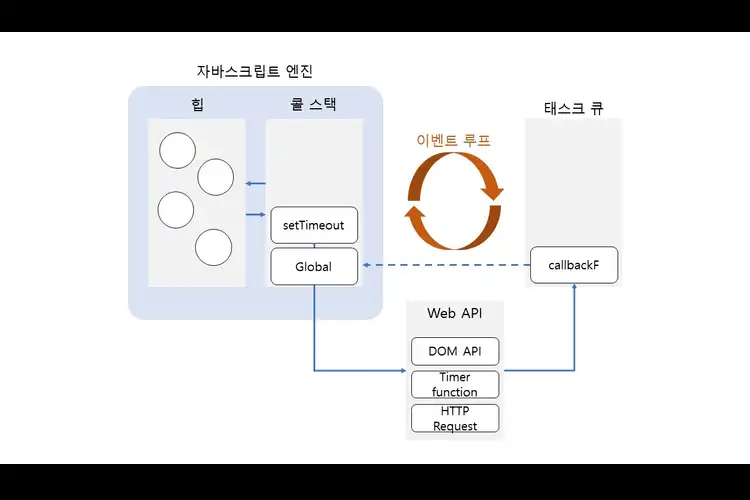 자바스크립트 엔진
힙
콜 스택
태스크 큐
이벤트 루프
setTimeout
Global
callbackF
Web API
DOM API
Timer
function
HTTP
Request